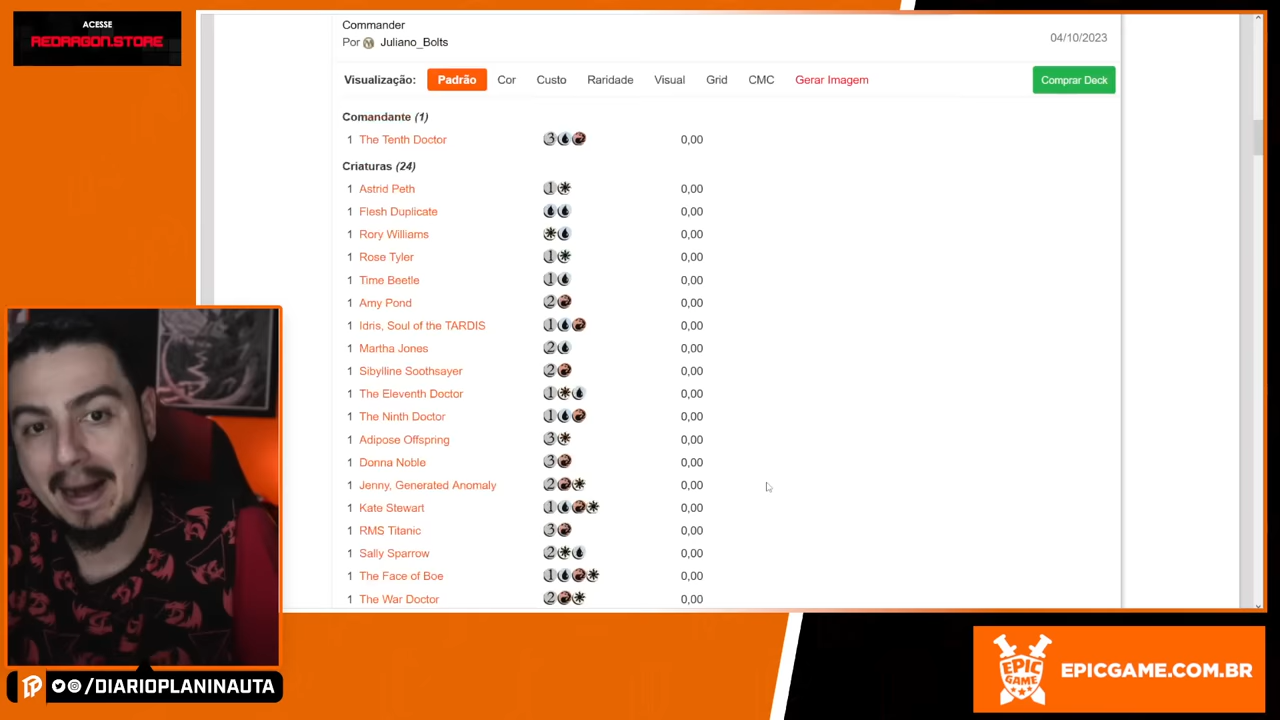 ACESSE
REDRAGON.STORE
Commander
Por Juliano_Bolts
04/10/2023
Visualização: Padrão Cor Custo Raridade Visual Grid CMC Gerar Imagem Comprar Deck
Comandante (1)
1 The Tenth Doctor 3 0,00
Criaturas (24)
1 Astrid Peth 1 0,00
1 Flesh Duplicate 0,00
1 Rory Williams 0,00
1 Rose Tyler 1 0,00
1 Time Beetle 1 0,00
1 Amy Pond 2 0,00
1 Idris, Soul of the TARDIS 1 0,00
1 Martha Jones 2 0,00
1 Sibylline Soothsayer 2 0,00
1 The Eleventh Doctor 1 0,00
1 The Ninth Doctor 1 0,00
1 Adipose Offspring 3 0,00
1 Donna Noble 3 0,00
1 Jenny, Generated Anomaly 2 0,00
1 Kate Stewart 1 0,00
1 RMS Titanic 3 0,00
1 Sally Sparrow 2 0,00
1 The Face of Boe 1 0,00
1 The War Doctor 2 0,00
/DIARIOPLANINAUTA
EPIC GAME
EPICGAME.COM.BR